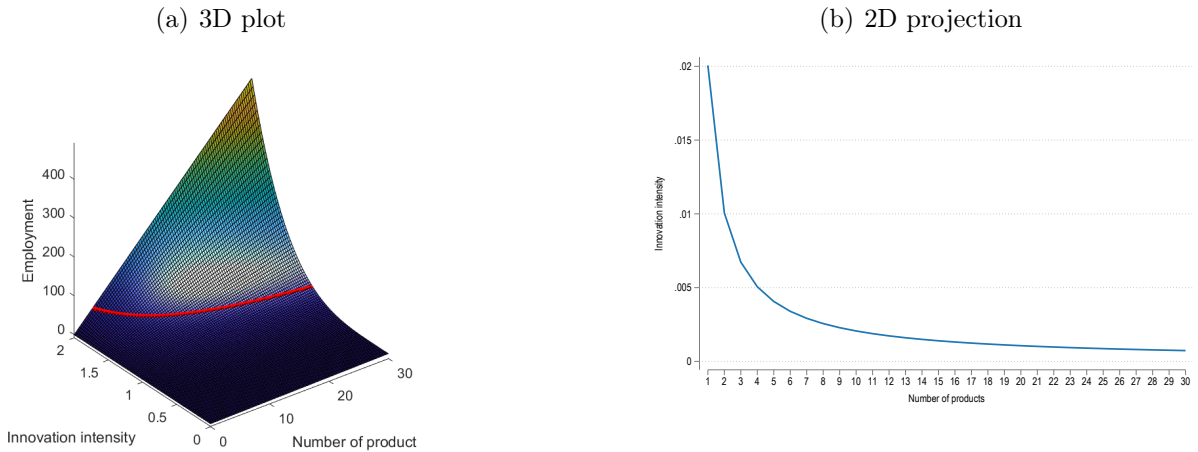 (a) 3D plot
Employment
400
300
200
100
0
2
1.5
1
0.5
0
0
10
20
30
Innovation intensity
Number of product
(b) 2D projection
Innovation intensity
.02
.015
.01
.005
0
1 2 3 4 5 6 7 8 9 10 11 12 13 14 15 16 17 18 19 20 21 22 23 24 25 26 27 28 29 30
Number of products